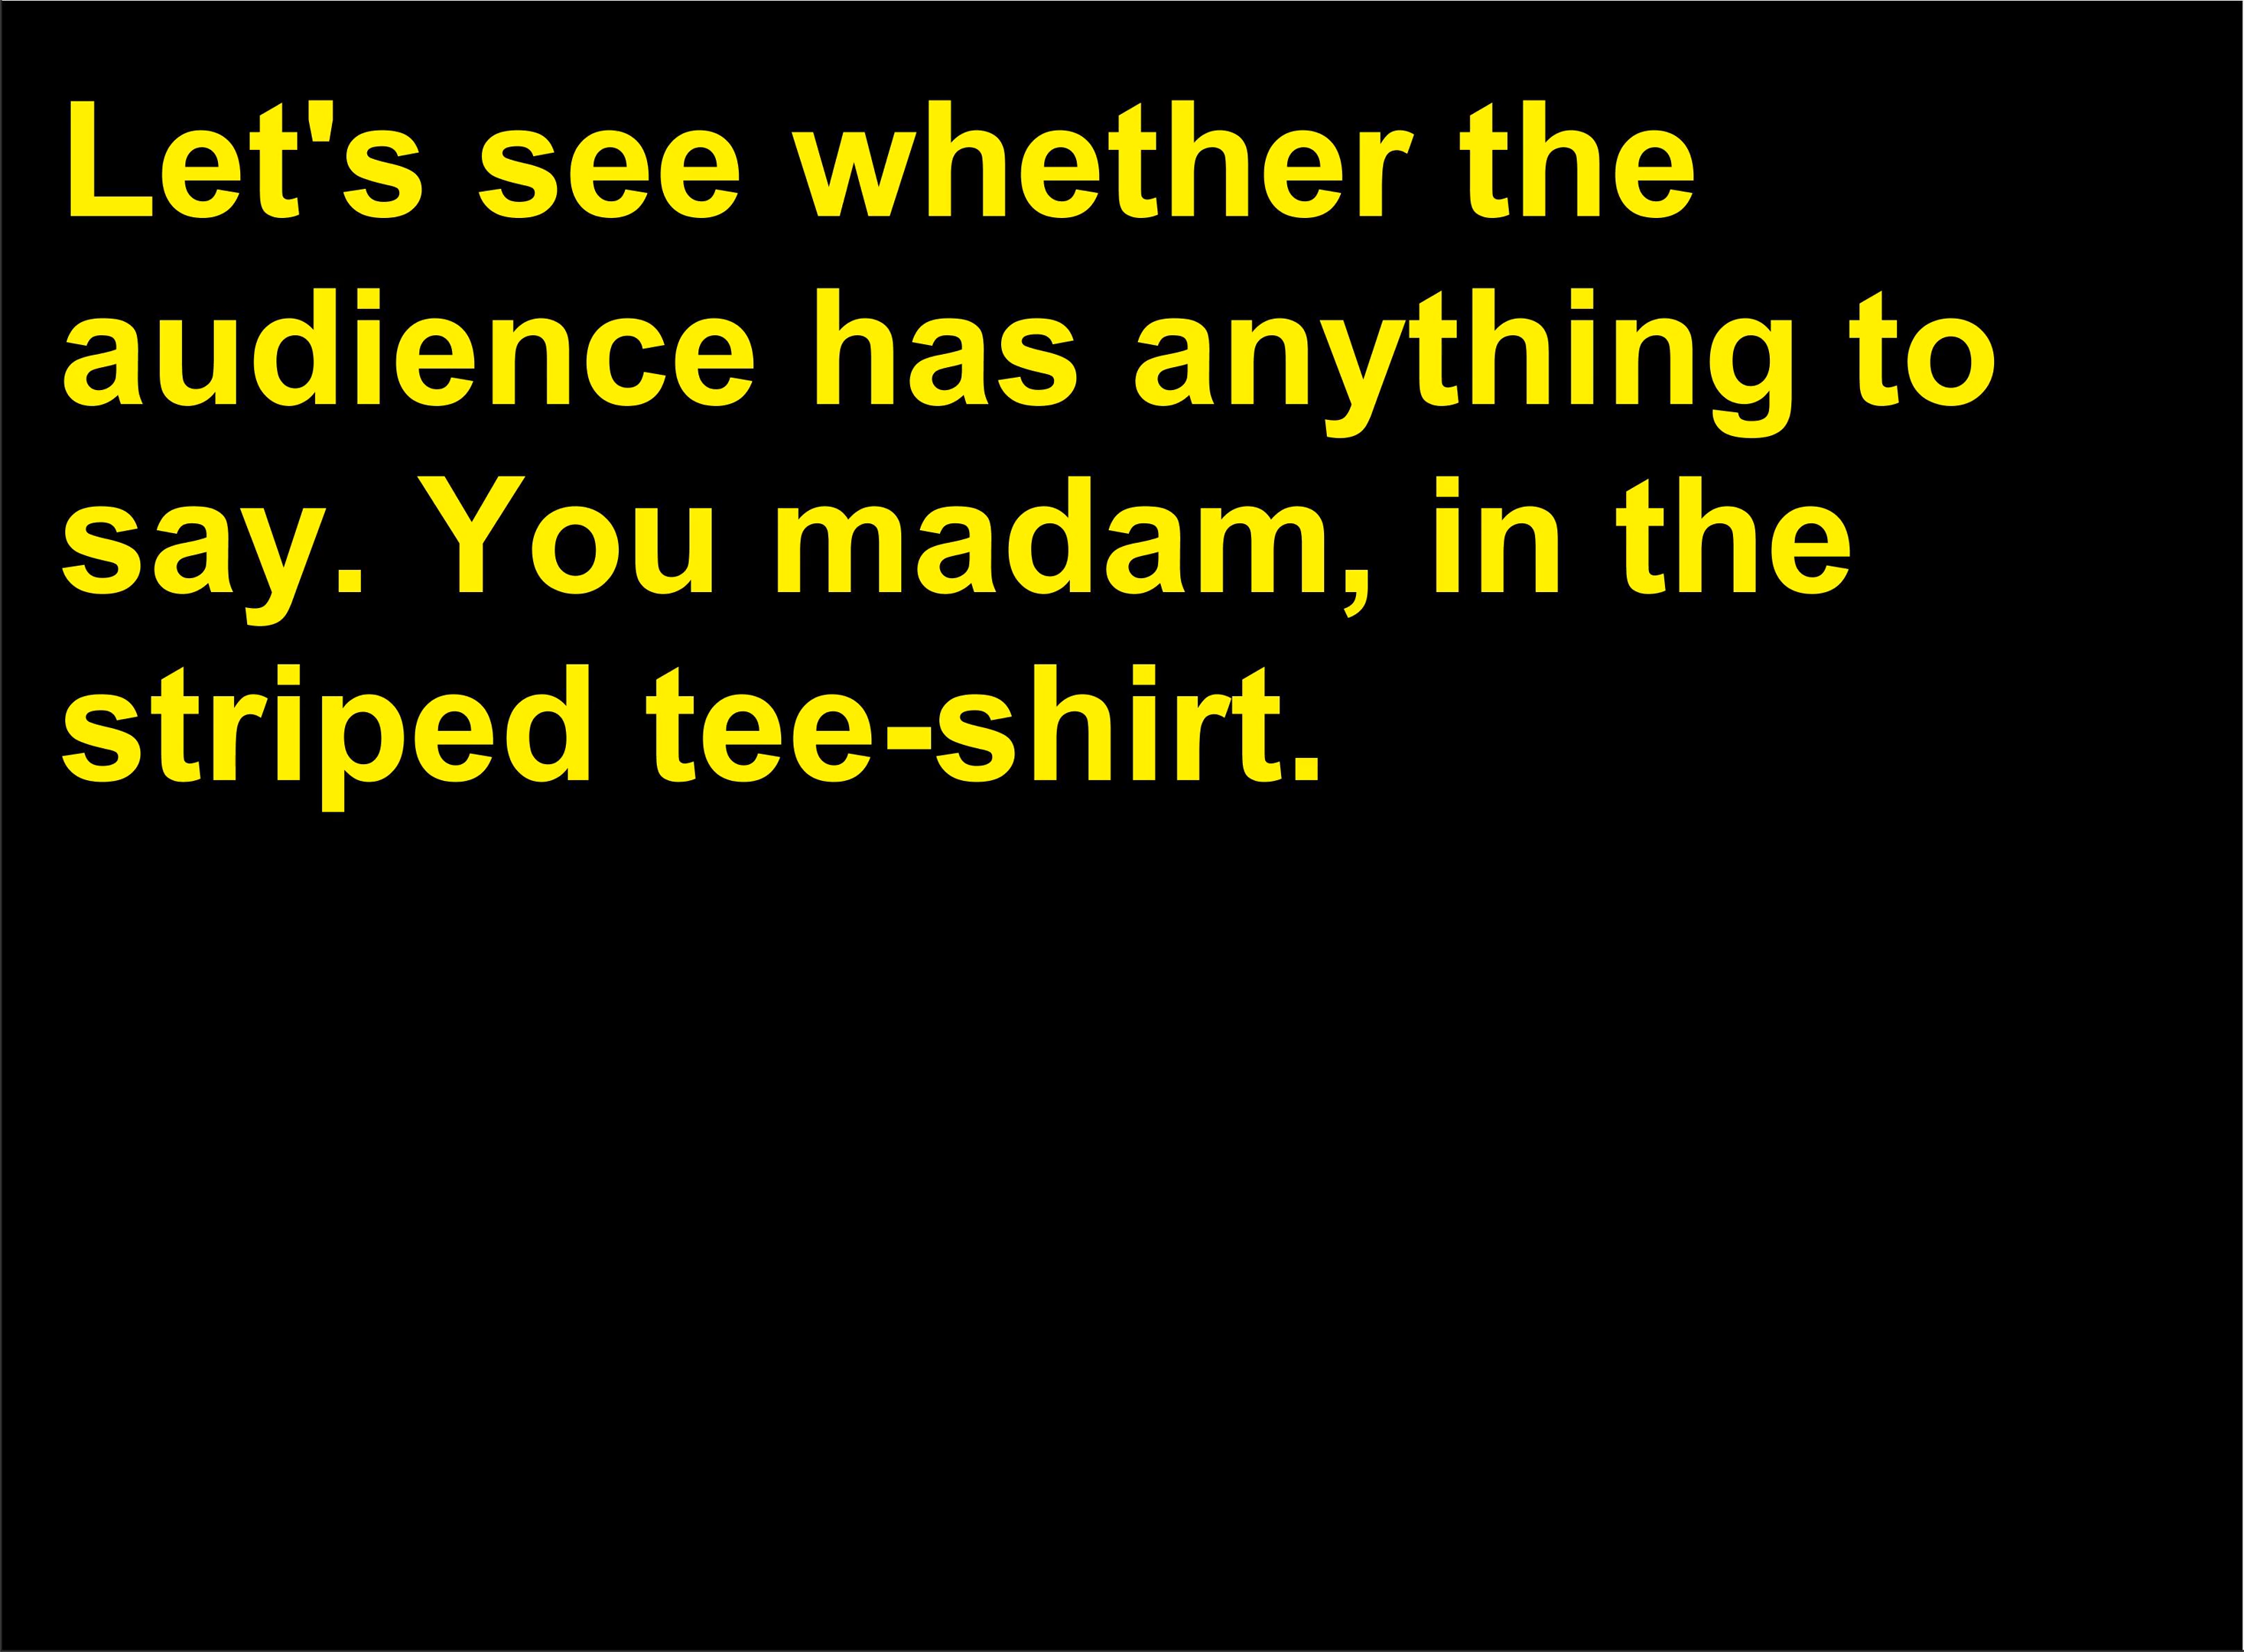 Let's see whether the
audience has anything to
say. You madam, in the
striped tee-shirt.